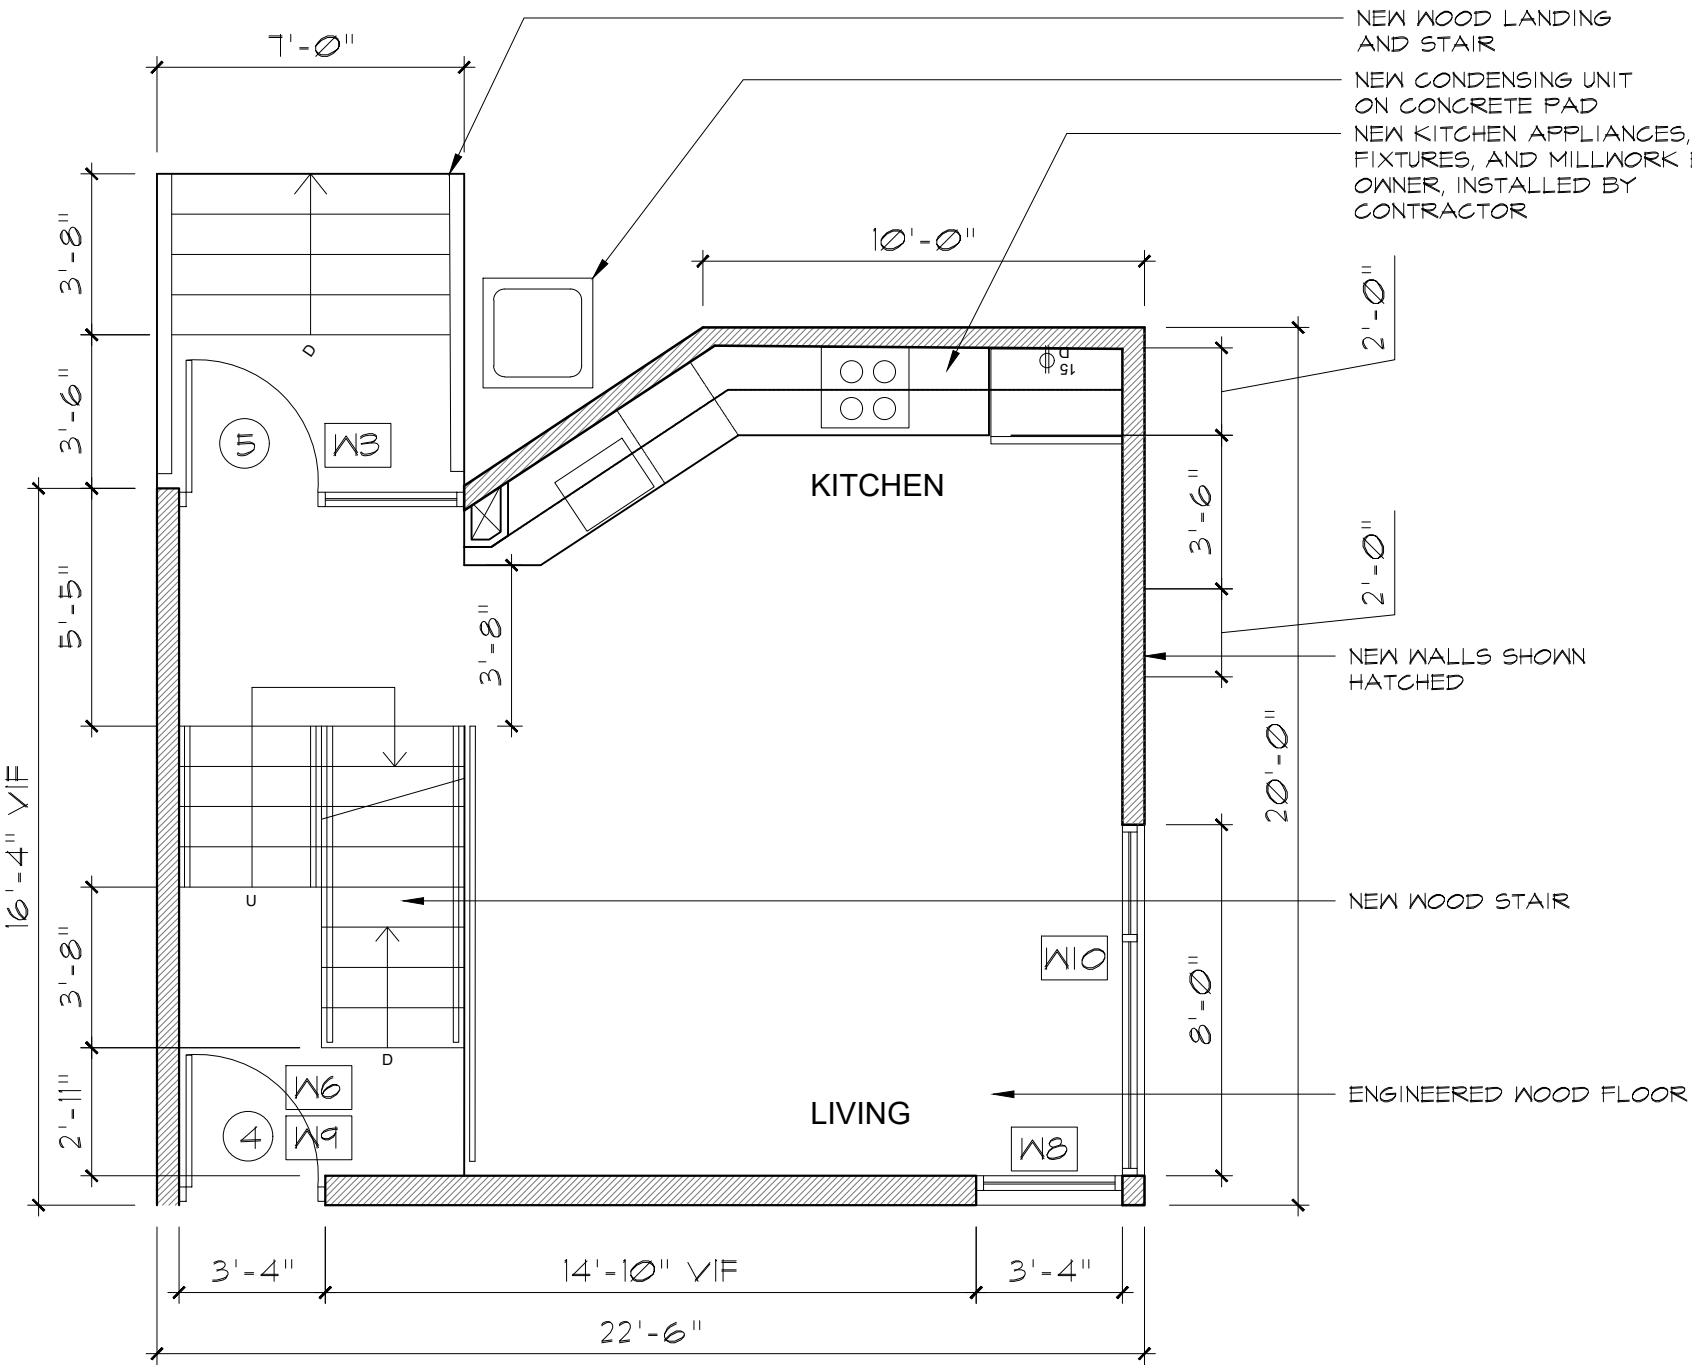 NEW WOOD LANDING
AND STAIR
7'-0"
NEW CONDENSING UNIT
ON CONCRETE PAD
NEW KITCHEN APPLIANCES,
FIXTURES, AND MILLWORK
OWNER, INSTALLED BY
CONTRACTOR
10'-0"
3'-8"
2'-0"
D
15
D
3'-6"
5
W3
KITCHEN
3'-6"
2'-0"
5'-5"
3'-8"
NEW WALLS SHOWN
HATCHED
20'-0"
16'-4" VIF
U
NEW WOOD STAIR
3'-8"
W10
8'-0"
D
W6
2'-11"
4
W9
LIVING
W8
ENGINEERED WOOD FLOOR
3'-4"
14'-10" VIF
3'-4"
22'-6"